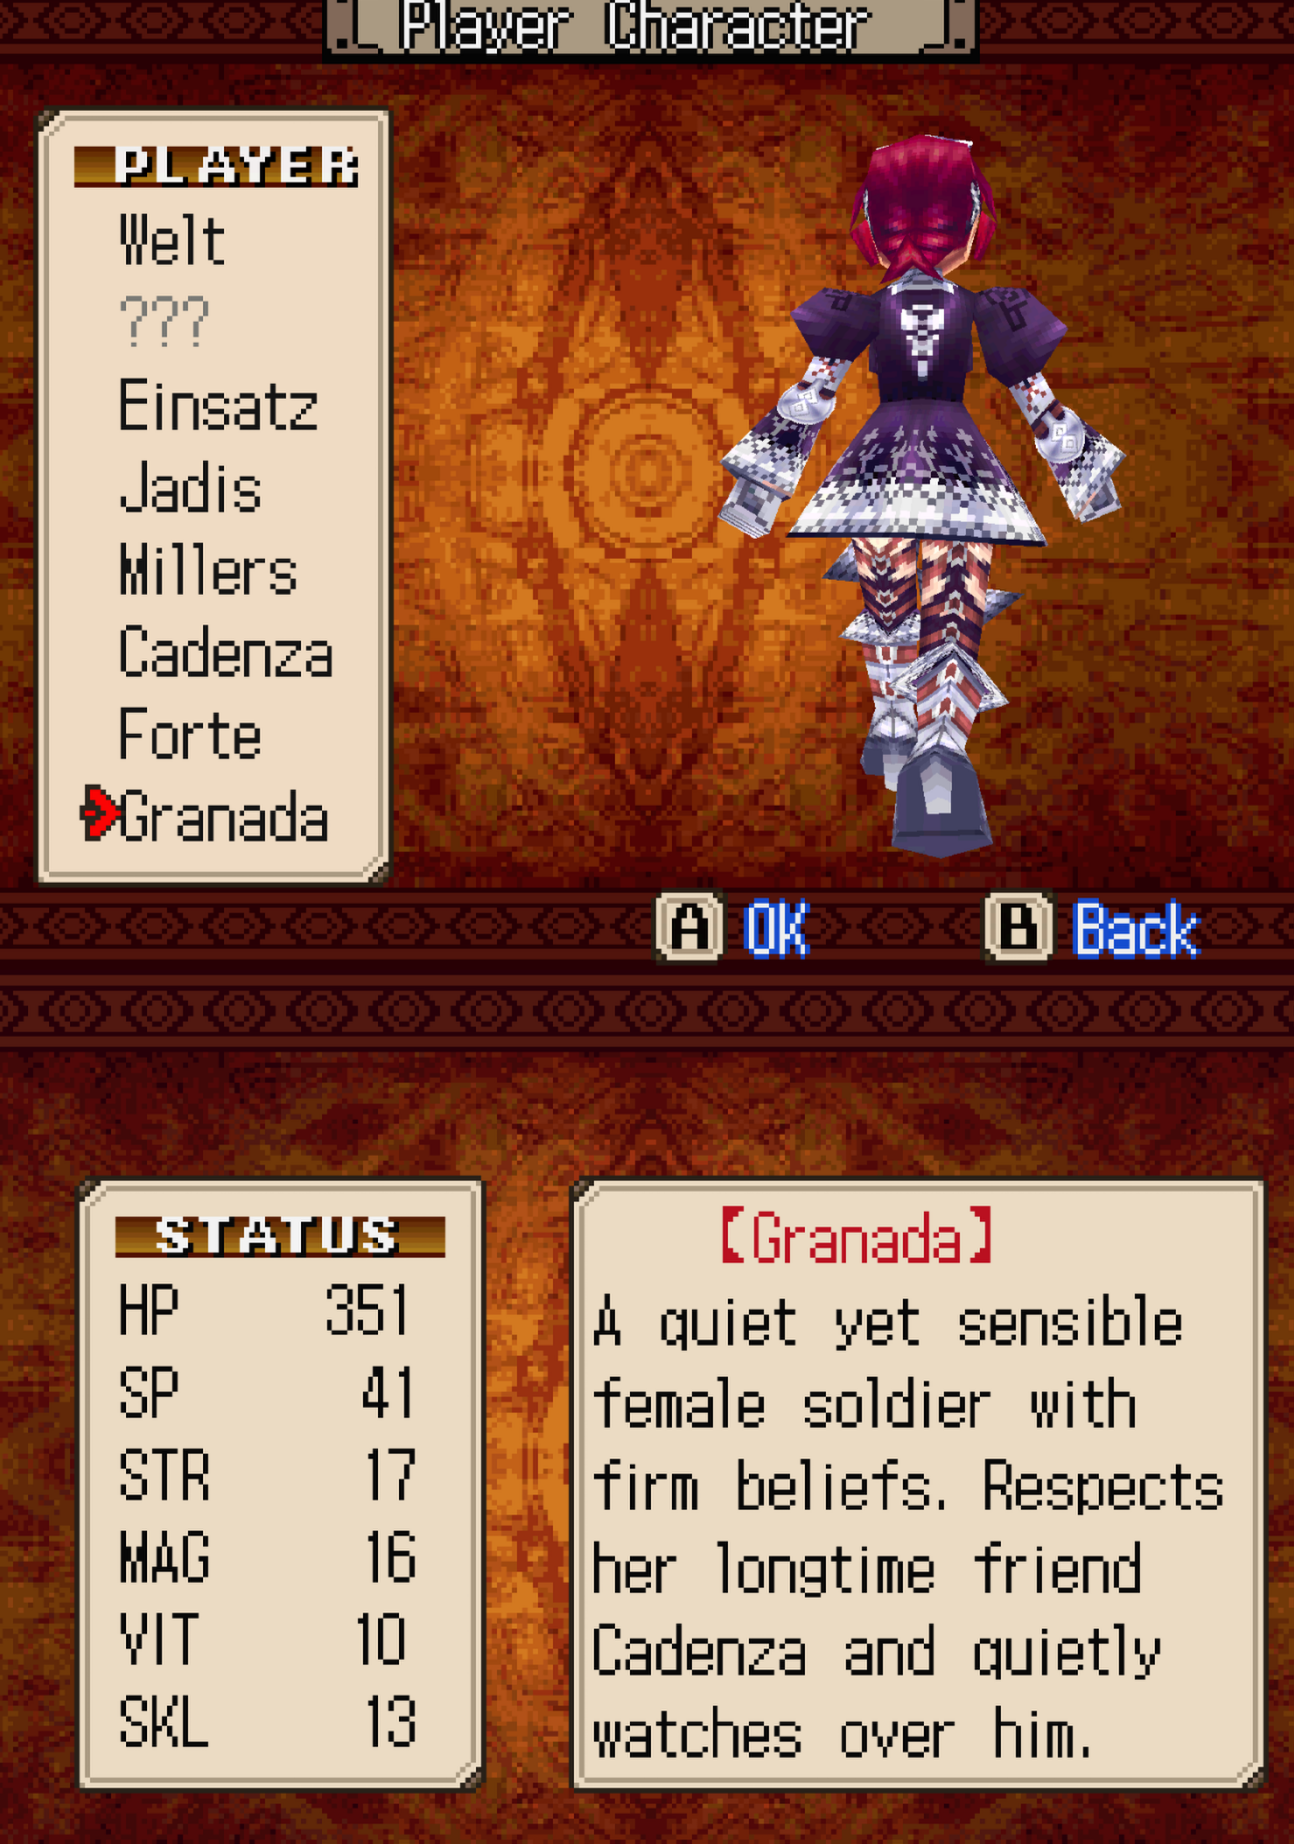 Player Character
PLAYER
Welt
???
Einsatz
Jadis
Millers
Cadenza
Forte
Granada
A OK B Back
STATUS
HP 351
SP 41
STR 17
MAG 16
VIT 10
SKL 13
【Granada】
A quiet yet sensible
female soldier with
firm beliefs. Respects
her longtime friend
Cadenza and quietly
watches over him.